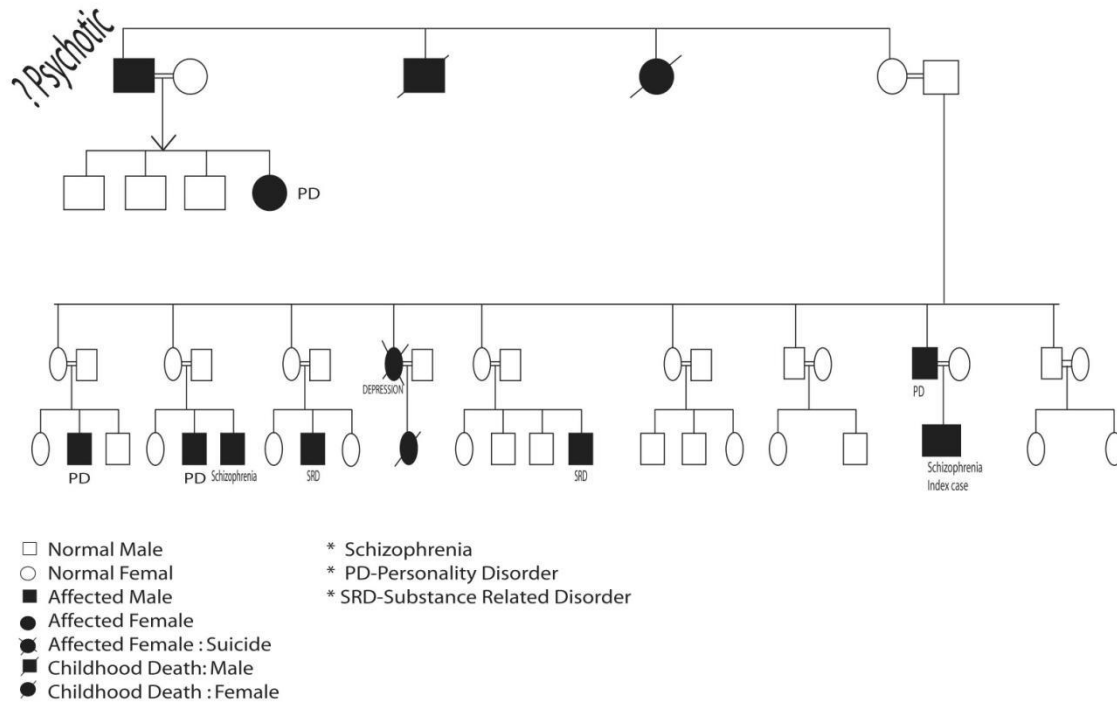 ?Psychotic
PD
DEPRESSION
PD
PD
PD
Schizophrenia
SRD
SRD
Schizophrenia
Index case
Normal Male
Normal Femal
Affected Male
Affected Female
Affected Female : Suicide
Childhood Death: Male
Childhood Death : Female
* Schizophrenia
* PD-Personality Disorder
* SRD-Substance Related Disorder